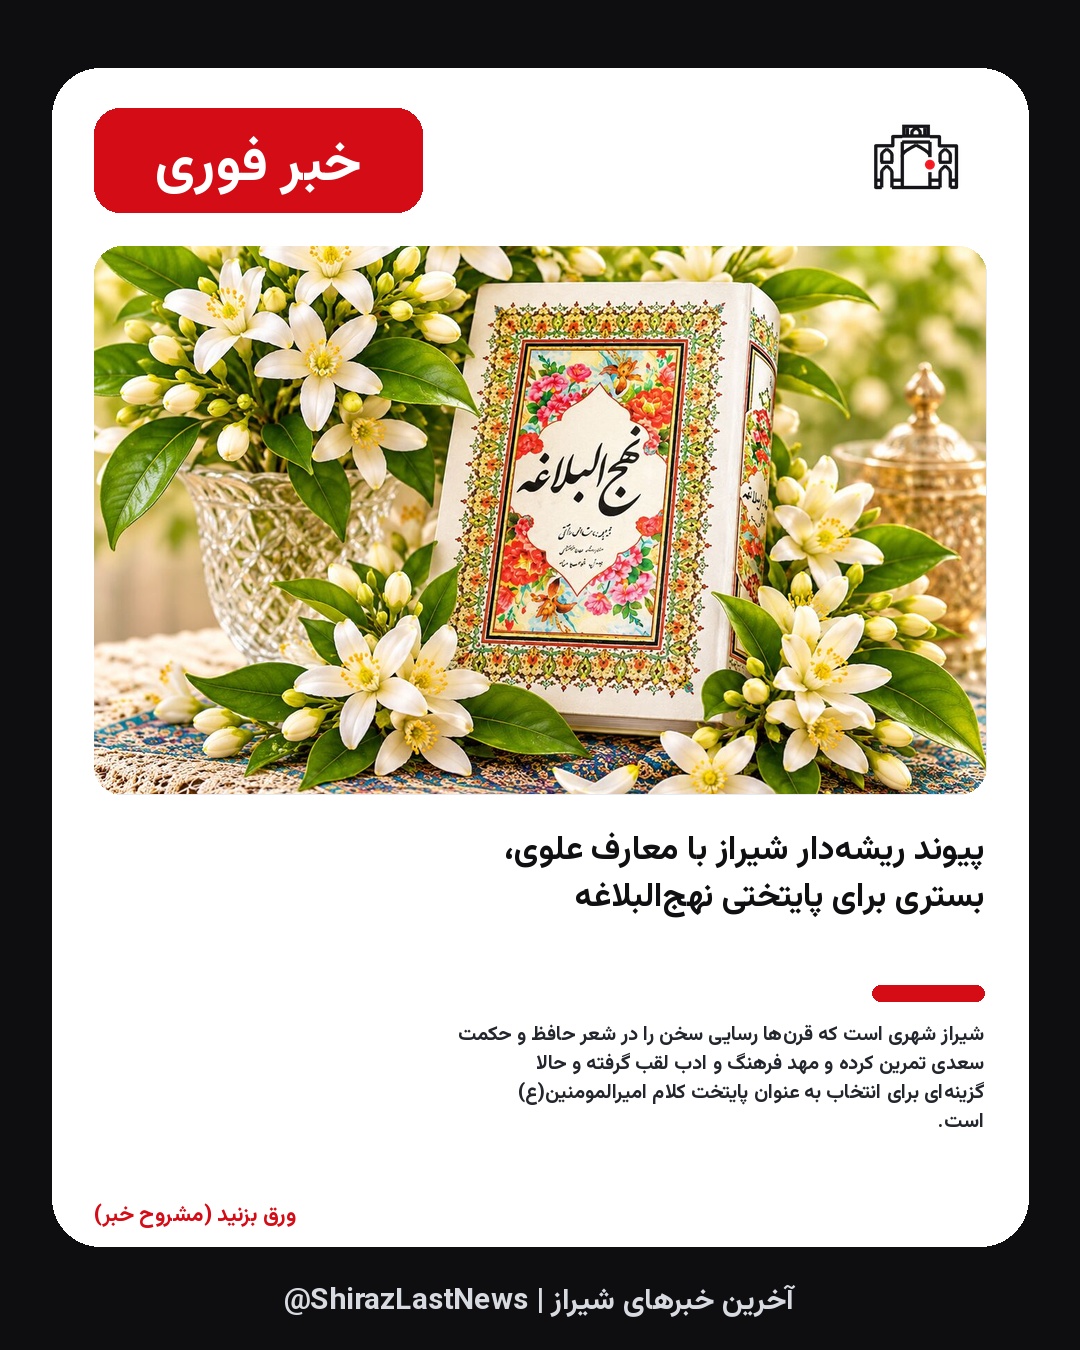 خبر فوری
نهج‌البلاغه
پیوند ریشه‌دار شیراز با معارف علوی،
بستری برای پایتختی نهج‌البلاغه
شیراز شهری است که قرن‌ها رسایی سخن را در شعر حافظ و حکمت
سعدی تمرین کرده و مهد فرهنگ و ادب لقب گرفته و حالا
گزینه‌ای برای انتخاب به عنوان پایتخت کلام امیرالمومنین(ع)
است.
ورق بزنید (مشروح خبر)
آخرین خبرهای شیراز | @ShirazLastNews